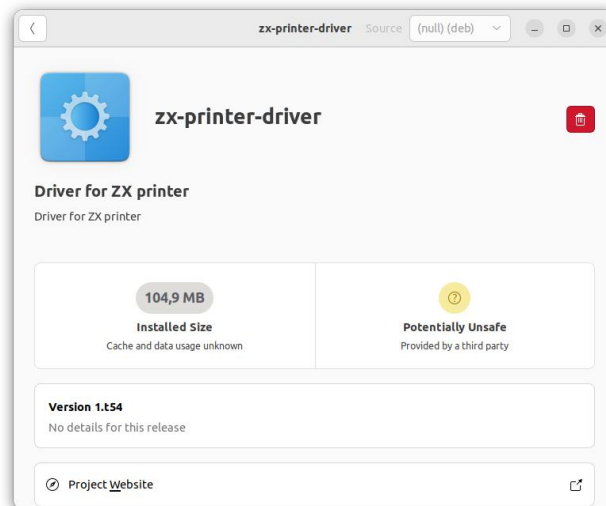 zx-printer-driver Source (null) (deb)
zx-printer-driver
Driver for ZX printer
Driver for ZX printer
104,9 MB
Installed Size
Cache and data usage unknown
Potentially Unsafe
Provided by a third party
Version 1.t54
No details for this release
Project Website